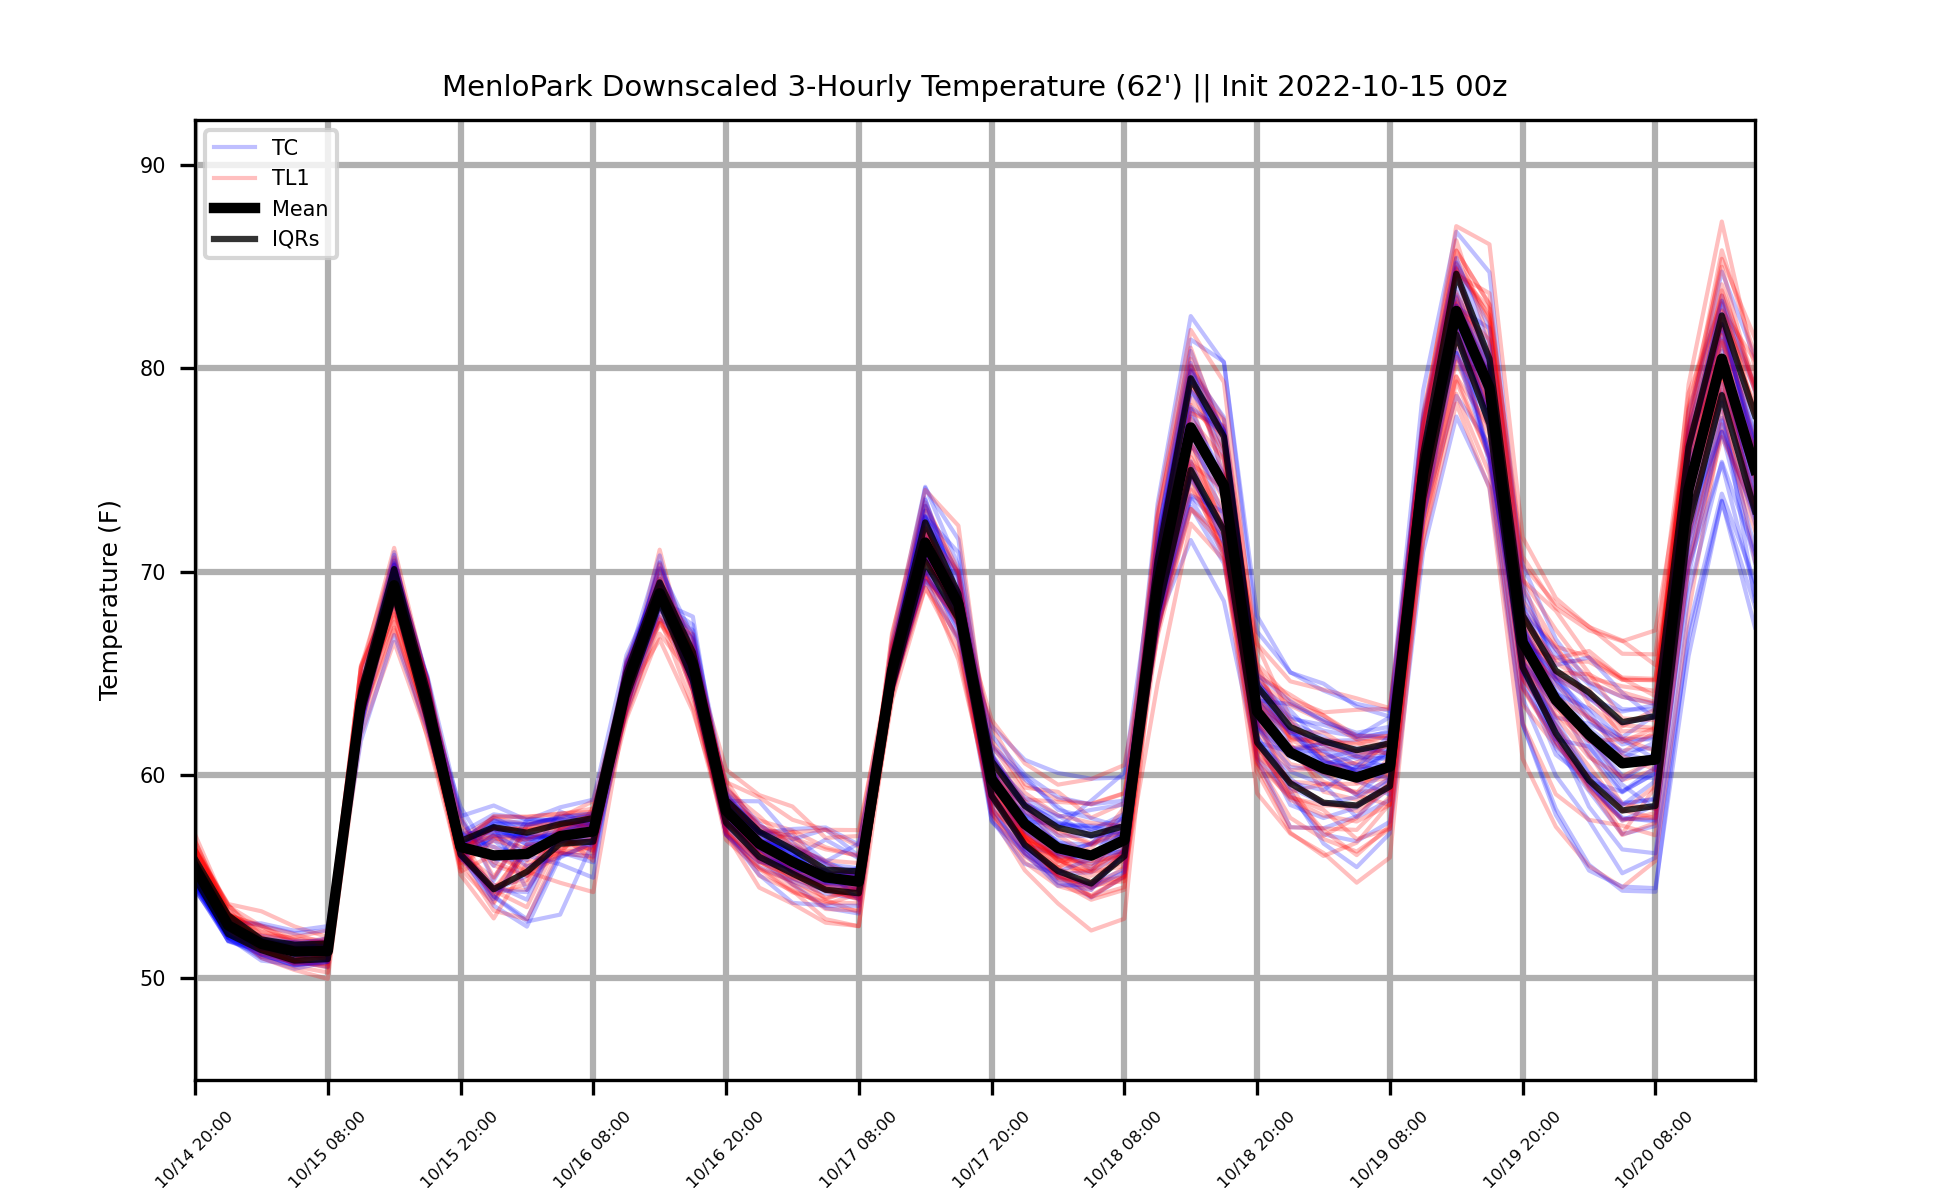 MenloPark Downscaled 3-Hourly Temperature (62') || Init 2022-10-15 00z
TC
TL1
Mean
IQRs
Temperature (F)
90
80
70
60
50
10/14 20:00
10/15 08:00
10/15 20:00
10/16 08:00
10/16 20:00
10/17 08:00
10/17 20:00
10/18 08:00
10/18 20:00
10/19 08:00
10/19 20:00
10/20 08:00